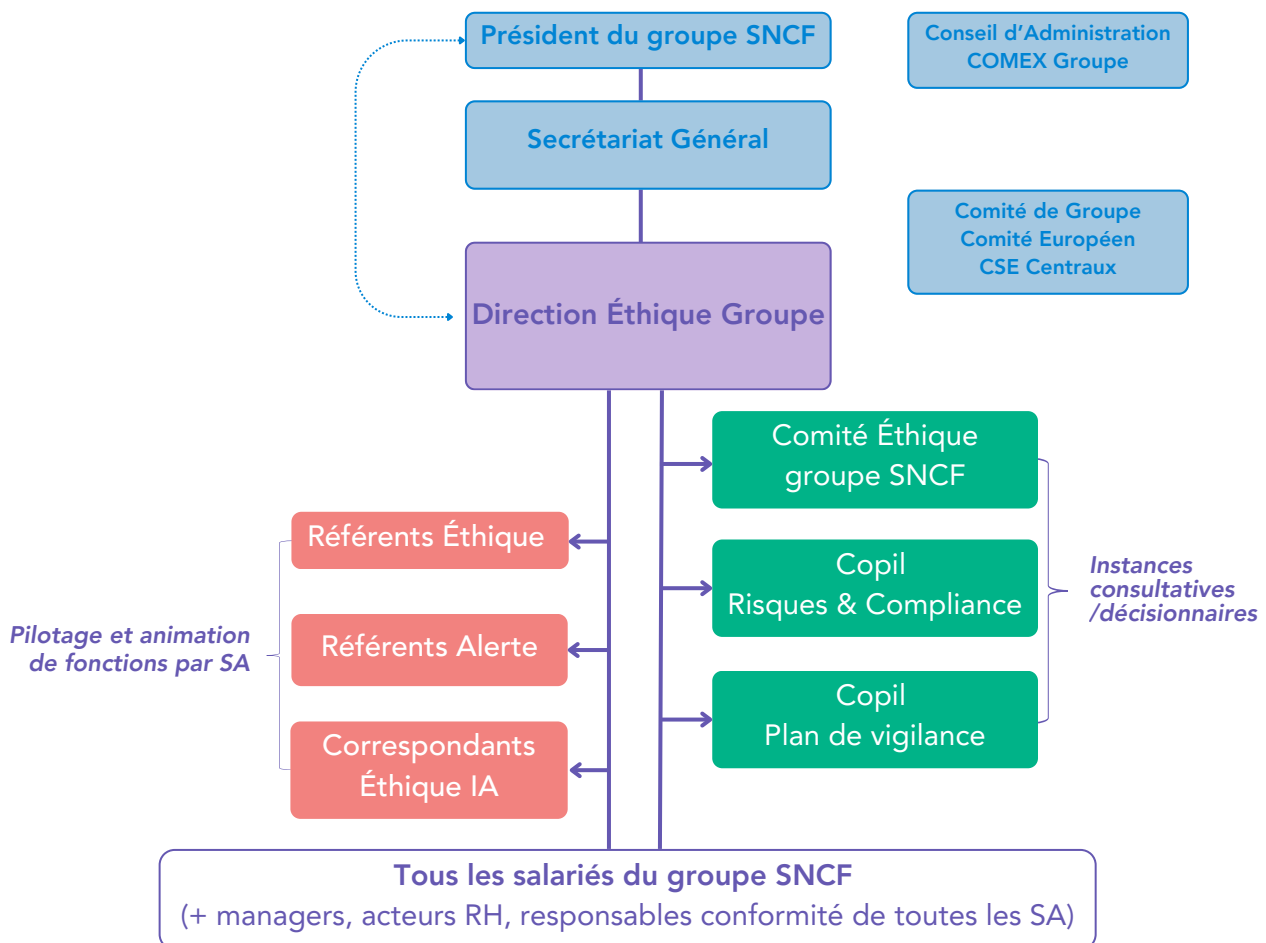 Président du groupe SNCF
Conseil d’Administration
COMEX Groupe
Secrétariat Général
Comité de Groupe
Comité Européen
CSE Centraux
Direction Éthique Groupe
Comité Éthique
groupe SNCF
Référents Éthique
Copil
Risques & Compliance
Instances
consultatives
/décisionnaires
Pilotage et animation
de fonctions par SA
Référents Alerte
Copil
Plan de vigilance
Correspondants
Éthique IA
Tous les salariés du groupe SNCF
(+ managers, acteurs RH, responsables conformité de toutes les SA)